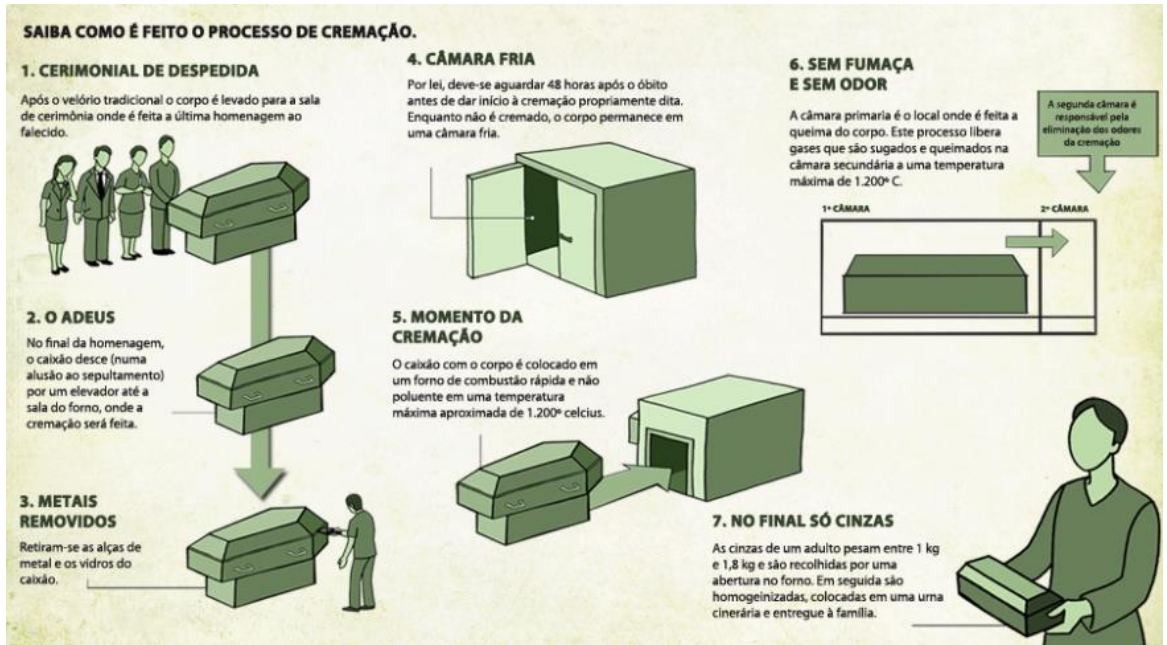 SAIBA COMO É FEITO O PROCESSO DE CREMAÇÃO.
1. CERIMONIAL DE DESPEDIDA
Após o velório tradicional o corpo é levado para a sala
de cerimônia onde é feita a última homenagem ao
falecido.
2. O ADEUS
No final da homenagem,
o caixão desce (numa
alusão ao sepultamento)
por um elevador até a
sala do forno, onde a
cremação será feita.
3. METAIS
REMOVIDOS
Retiram-se as alças de
metal e os vidros do
caixão.
4. CÂMARA FRIA
Por lei, deve-se aguardar 48 horas após o óbito
antes de dar início à cremação propriamente dita.
Enquanto não é cremado, o corpo permanece em
uma câmara fria.
5. MOMENTO DA
CREMAÇÃO
O caixão com o corpo é colocado em
um forno de combustão rápida e não
poluente em uma temperatura
máxima aproximada de 1.200º celcius.
6. SEM FUMAÇA
E SEM ODOR
A câmara primaria é o local onde é feita a
queima do corpo. Este processo libera
gases que são sugados e queimados na
câmara secundária a uma temperatura
máxima de 1.200º C.
A segunda câmara é
responsável pela
eliminação dos odores
da cremação
1ª CÂMARA
2ª CÂMARA
7. NO FINAL SÓ CINZAS
As cinzas de um adulto pesam entre 1 kg
e 1,8 kg e são recolhidas por uma
abertura no forno. Em seguida são
homogeinizadas, colocadas em uma urna
cinerária e entregue à família.